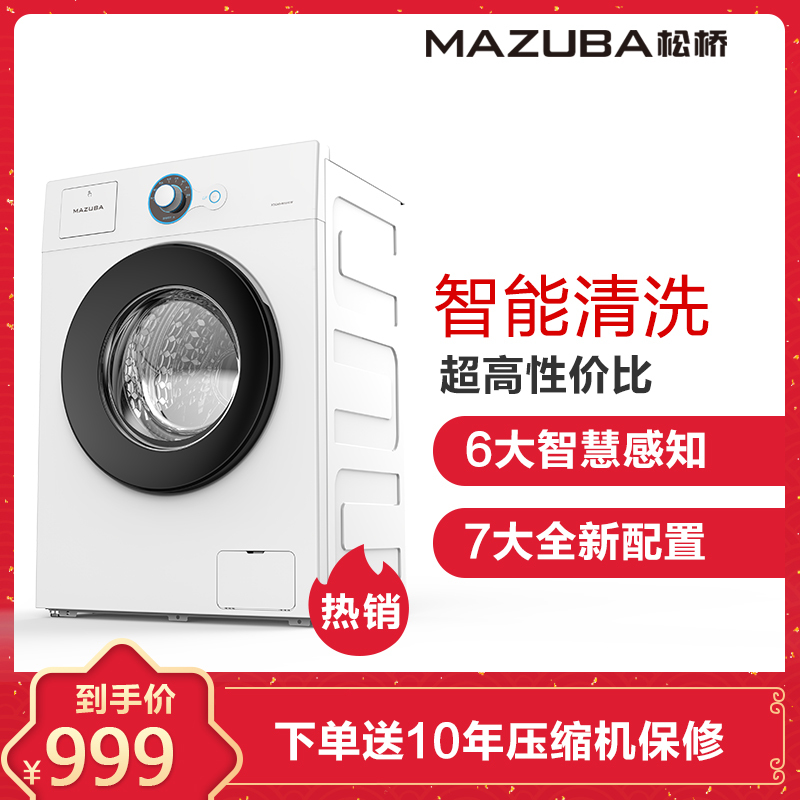 MAZUBA松桥
MAZUBA
智能清洗
超高性价比
6大智慧感知
7大全新配置
热销
到手价
¥999
下单送10年压缩机保修